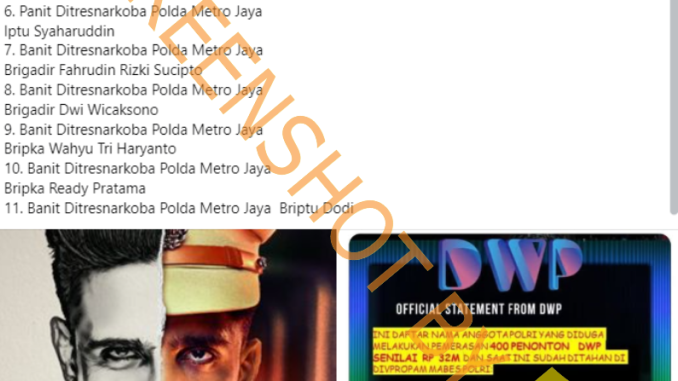 6. Panit Ditresnarkoba Polda Metro Jaya
Iptu Syaharuddin
7. Banit Ditresnarkoba Polda Metro Jaya
Brigadir Fahrudin Rizki Sucipto
8. Banit Ditresnarkoba Polda Metro Jaya
Brigadir Dwi Wicaksono
9. Banit Ditresnarkoba Polda Metro Jaya
Bripka Wahyu Tri Haryanto
10. Banit Ditresnarkoba Polda Metro Jaya
Bripka Ready Pratama
11. Banit Ditresnarkoba Polda Metro Jaya Briptu Dodi
DWP
OFFICIAL STATEMENT FROM DWP
INI DAFTAR NAMA ANGGOTA POLRI YANG DIDUGA
MELAKUKAN PEMERASAN 400 PENONTON DWP
SENILAI RP 32M DAN SAAT INI SUDAH DITAHAN DI
DIVPROPAM MABES POLRI.